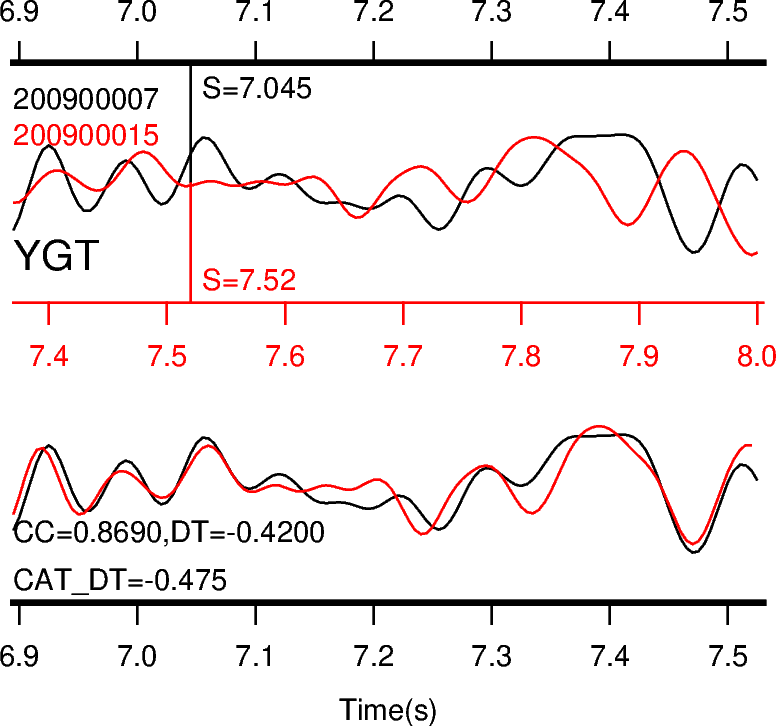 6.9 7.0 7.1 7.2 7.3 7.4 7.5
S=7.045
200900007
200900015
YGT
S=7.52
7.4 7.5 7.6 7.7 7.8 7.9 8.0
CC=0.8690,DT=-0.4200
CAT_DT=-0.475
6.9 7.0 7.1 7.2 7.3 7.4 7.5
Time(s)